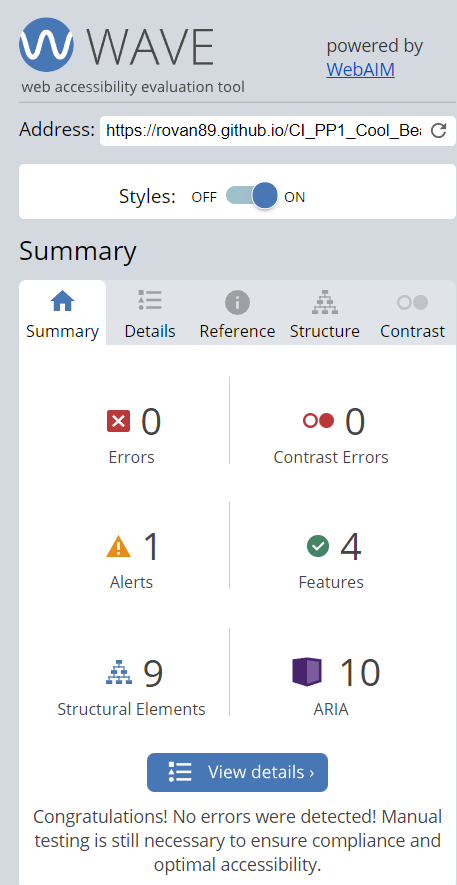 WAVE
web accessibility evaluation tool
powered by
WebAIM
Address: https://rovan89.github.io/CI_PP1_Cool_Bea
Styles: OFF ON
Summary
Summary Details Reference Structure Contrast
0 0
Errors Contrast Errors
1 4
Alerts Features
9 10
Structural Elements ARIA
View details ›
Congratulations! No errors were detected! Manual
testing is still necessary to ensure compliance and
optimal accessibility.